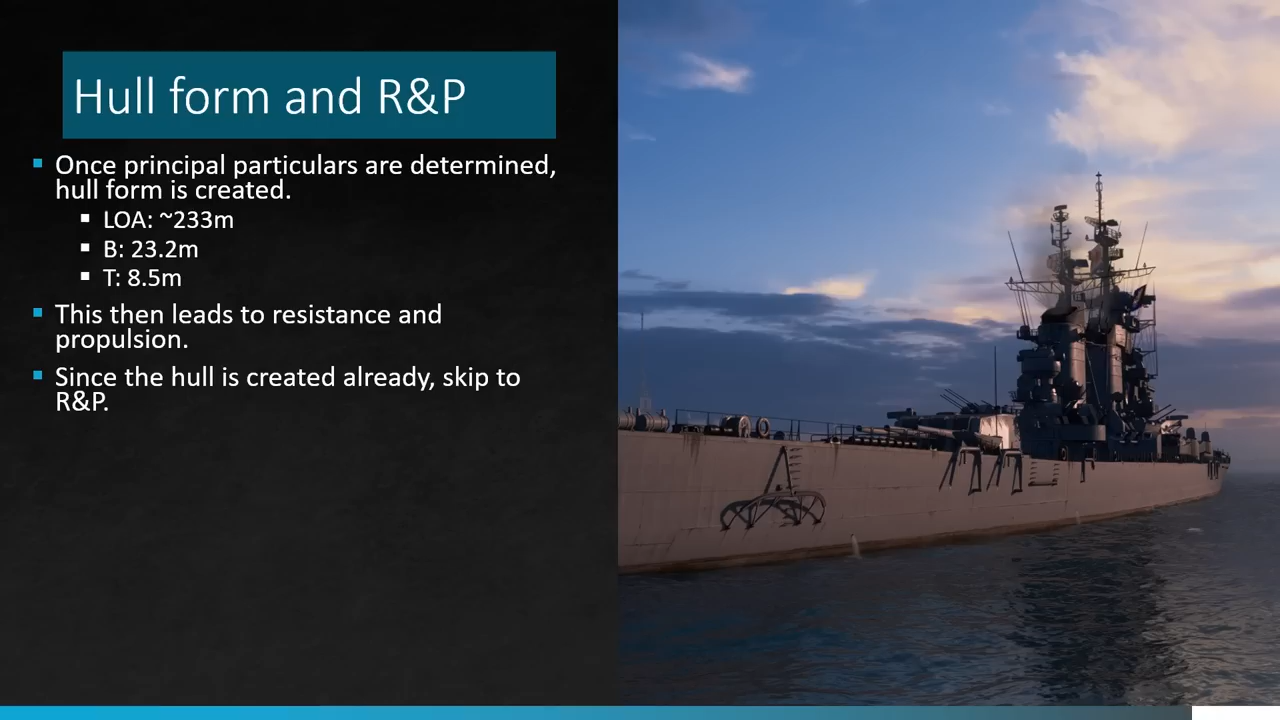 Hull form and R&P
Once principal particulars are determined,
hull form is created.
LOA: ~233m
B: 23.2m
T: 8.5m
This then leads to resistance and
propulsion.
Since the hull is created already, skip to
R&P.